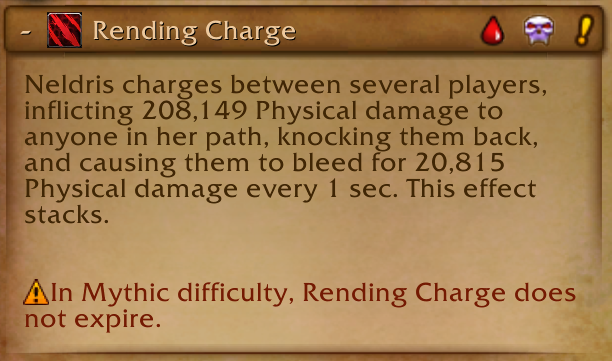 - Rending Charge
Neldris charges between several players,
inflicting 208,149 Physical damage to
anyone in her path, knocking them back,
and causing them to bleed for 20,815
Physical damage every 1 sec. This effect
stacks.
In Mythic difficulty, Rending Charge does
not expire.